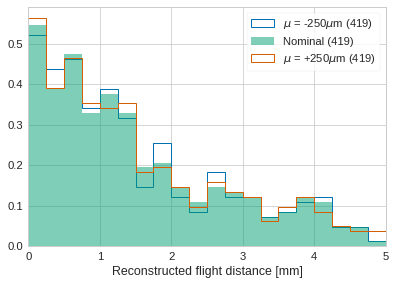 μ = -250μm (419)
Nominal (419)
μ = +250μm (419)
0.5
0.4
0.3
0.2
0.1
0.0
0 1 2 3 4 5
Reconstructed flight distance [mm]